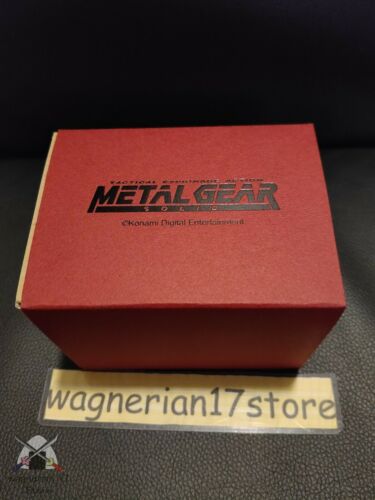 TACTICAL ESPIONAGE ACTION
METAL GEAR
SOLID
©Konami Digital Entertainment
wagnerian17store